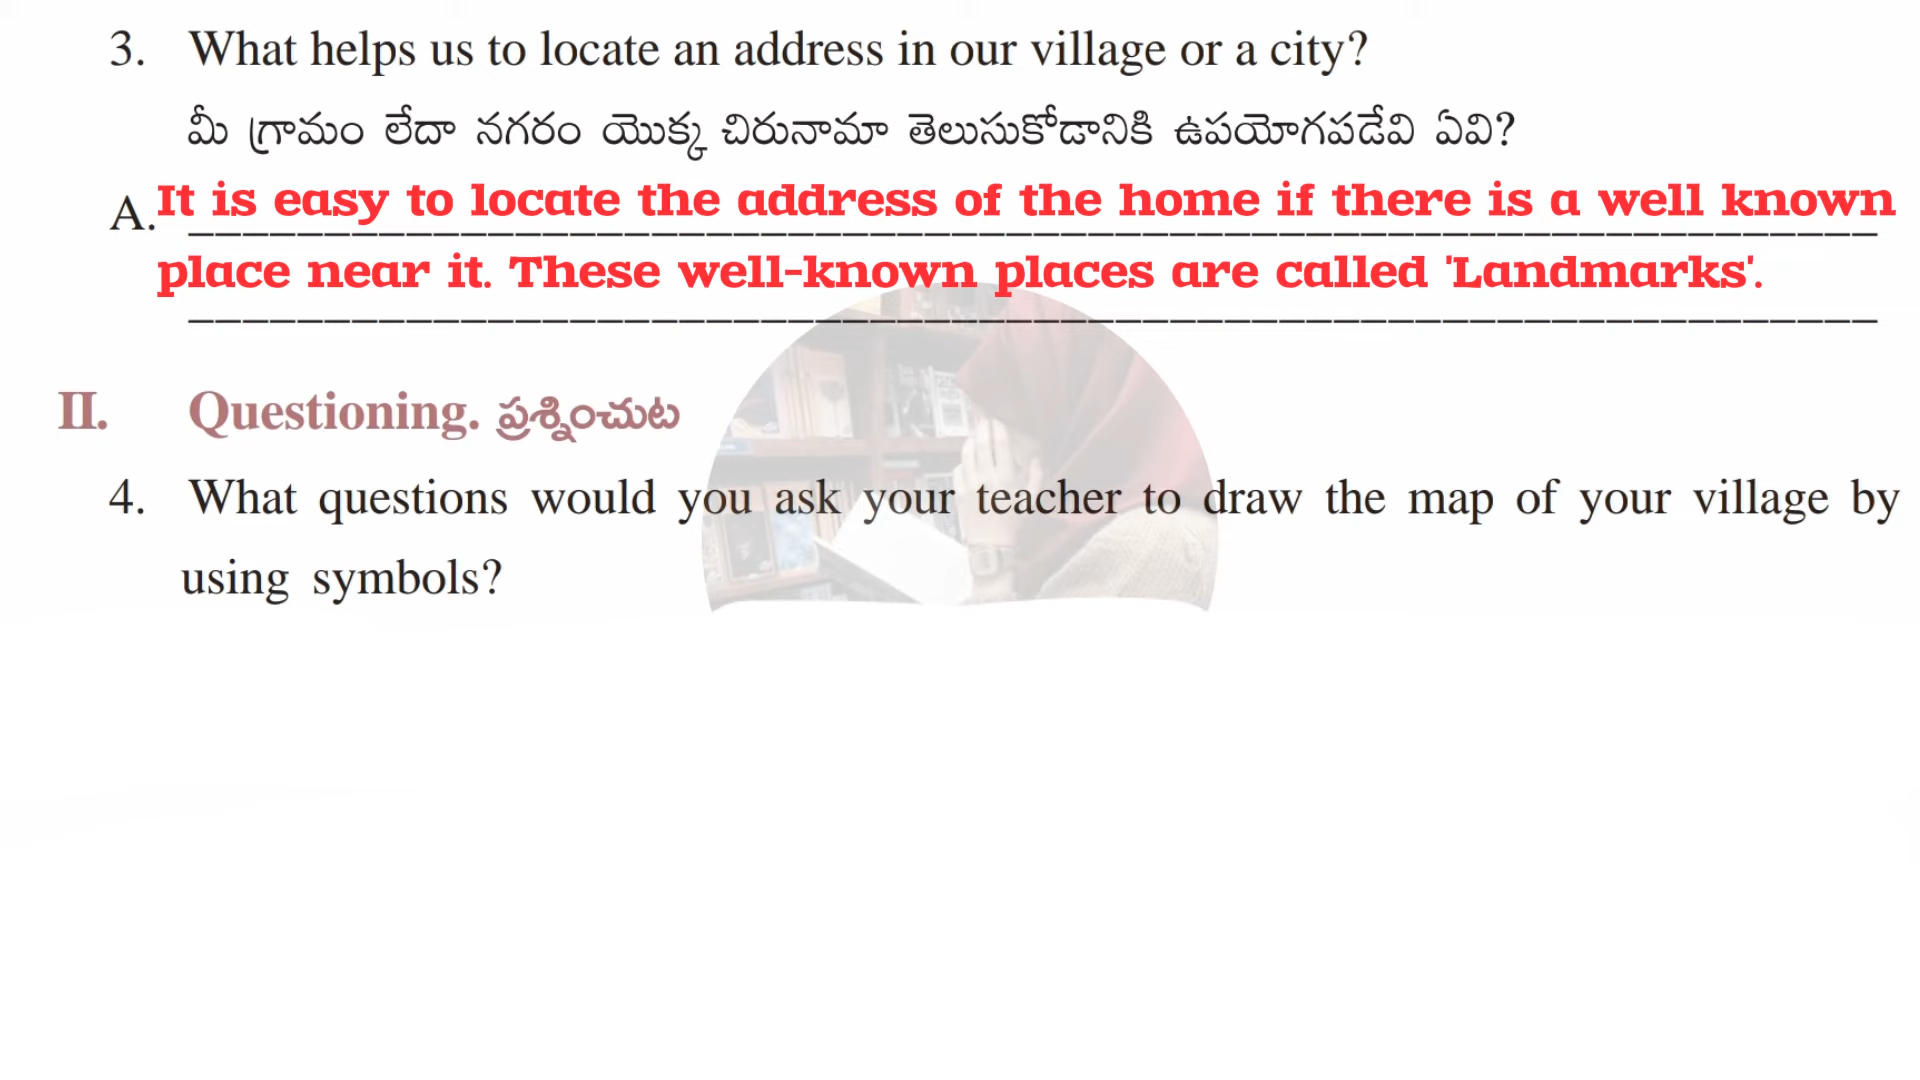 3. What helps us to locate an address in our village or a city?
మీ గ్రామం లేదా నగరం యొక్క చిరునామా తెలుసుకోడానికి ఉపయోగపడేవి ఏవి?
A. It is easy to locate the address of the home if there is a well known
place near it. These well-known places are called 'Landmarks'.
II. Questioning. ప్రశ్నించుట
4. What questions would you ask your teacher to draw the map of your village by
using symbols?